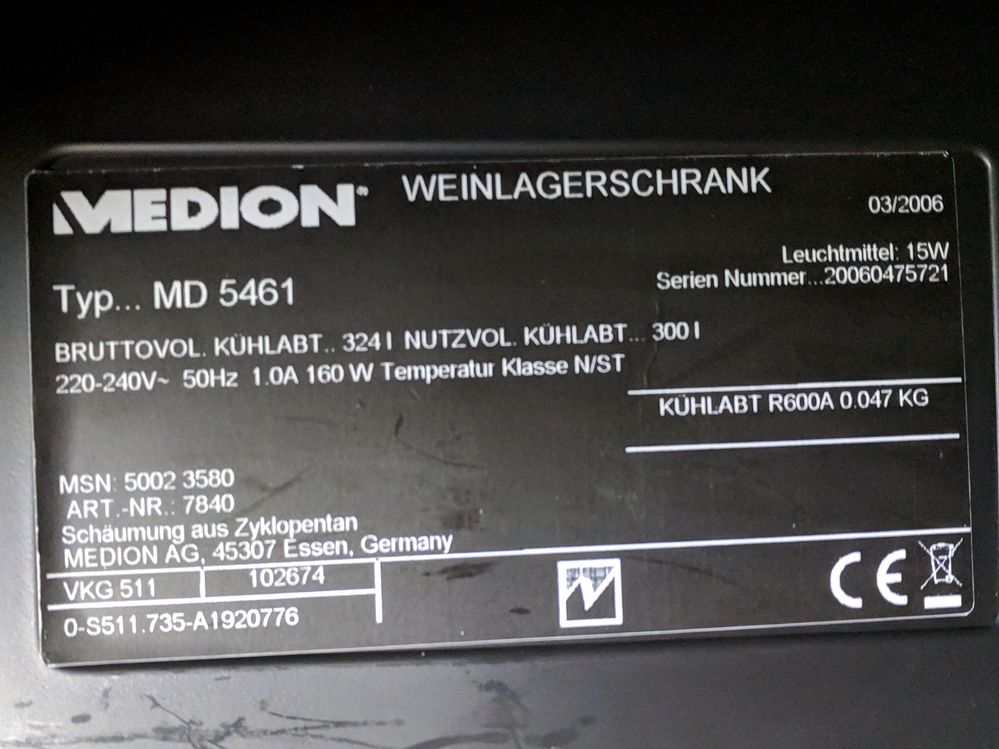 MEDION® WEINLAGERSCHRANK
03/2006
Leuchtmittel: 15W
Typ... MD 5461
Serien Nummer...20060475721
BRUTTOVOL. KÜHLABT.. 324 l NUTZVOL. KÜHLABT... 300 l
220-240V~ 50Hz 1.0A 160 W Temperatur Klasse N/ST
KÜHLABT R600A 0.047 KG
MSN: 5002 3580
ART.-NR.: 7840
Schäumung aus Zyklopentan
MEDION AG, 45307 Essen, Germany
VKG 511 102674
0-S511.735-A1920776
CE